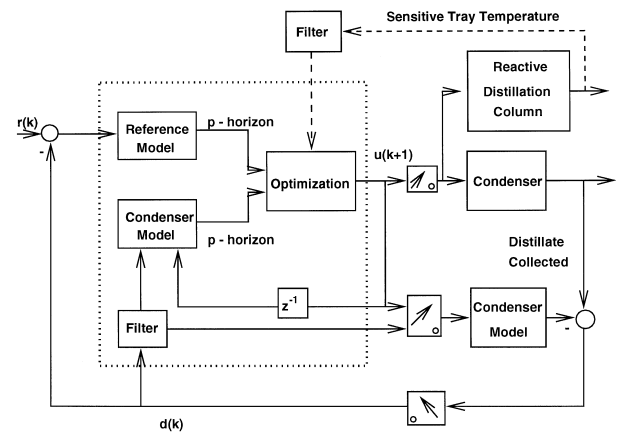 Sensitive Tray Temperature
Filter
Reactive
Distillation
Column
r(k)
-
Reference
Model
p - horizon
Optimization
u(k+1)
Condenser
Condenser
Model
p - horizon
Distillate
Collected
z-1
Filter
Condenser
Model
-
d(k)